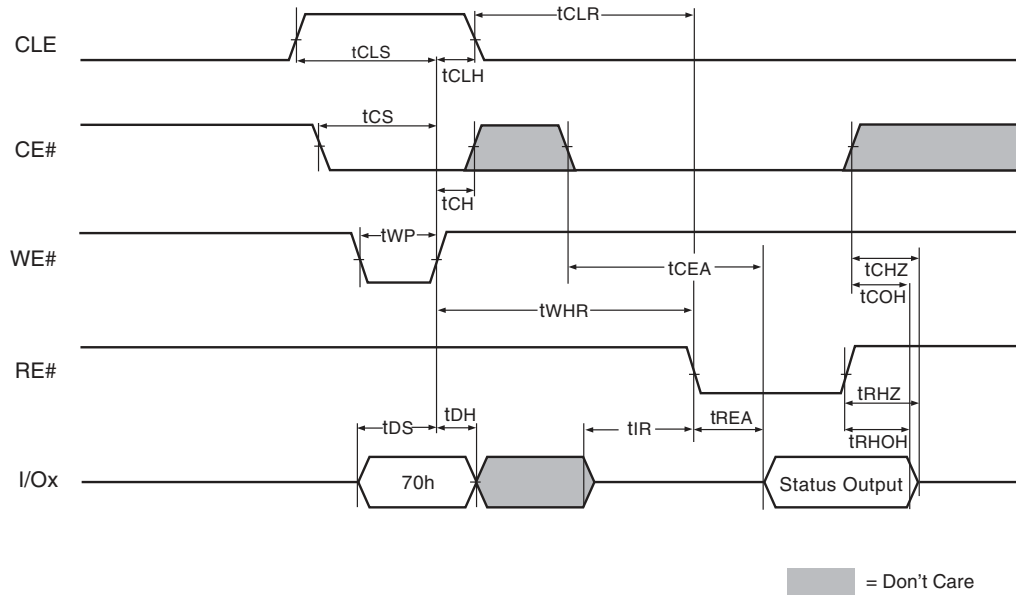 tCLR
CLE
tCLS
tCLH
tCS
CE#
tCH
tWP
WE#
tCEA
tCHZ
tCOH
tWHR
RE#
tRHZ
tDS
tDH
tIR
tREA
tRHOH
I/Ox
70h
Status Output
= Don't Care